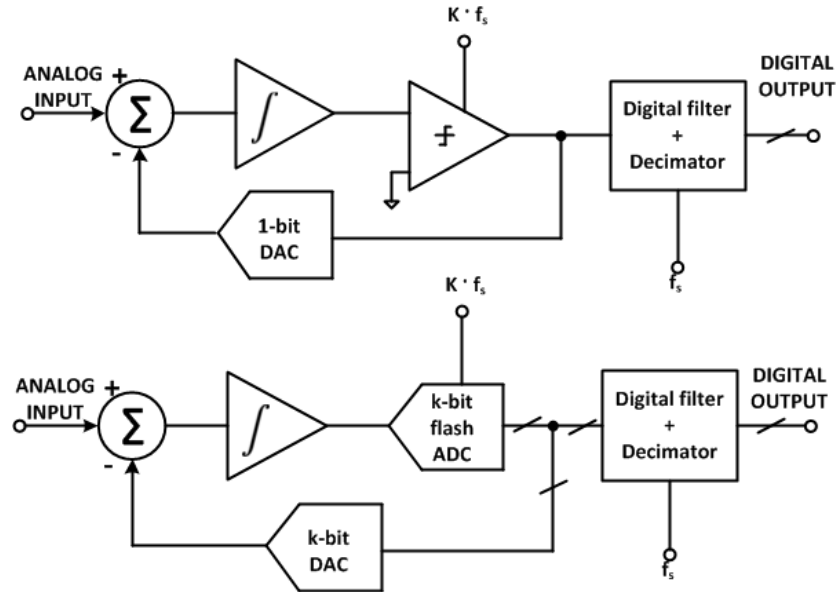 K · fs
ANALOG
INPUT
+
Σ
-
∫
1-bit
DAC
Digital filter
+
Decimator
DIGITAL
OUTPUT
fs
K · fs
ANALOG
INPUT
+
Σ
-
∫
k-bit
flash
ADC
k-bit
DAC
Digital filter
+
Decimator
DIGITAL
OUTPUT
fs